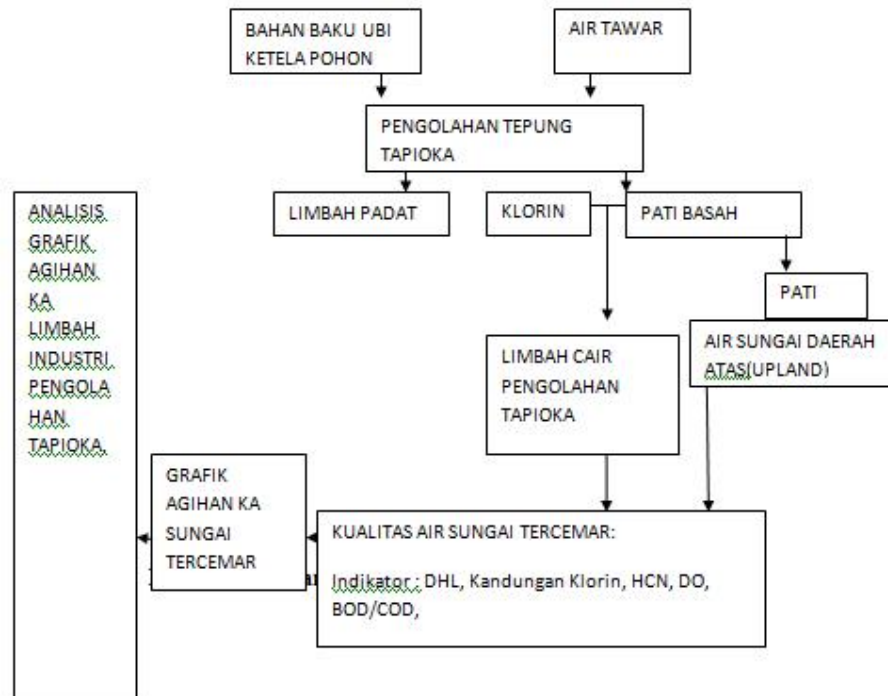 BAHAN BAKU UBI
KETELA POHON
AIR TAWAR
PENGOLAHAN TEPUNG
TAPIOKA
LIMBAH PADAT
KLORIN
PATI BASAH
PATI
AIR SUNGAI DAERAH
ATAS(UPLAND)
LIMBAH CAIR
PENGOLAHAN
TAPIOKA
KUALITAS AIR SUNGAI TERCEMAR:
Indikator : DHL, Kandungan Klorin, HCN, DO,
BOD/COD,
GRAFIK
AGIHAN KA
SUNGAI
TERCEMAR
ANALISIS
GRAFIK
AGIHAN
KA
LIMBAH
INDUSTRI
PENGOLA
HAN
TAPIOKA,